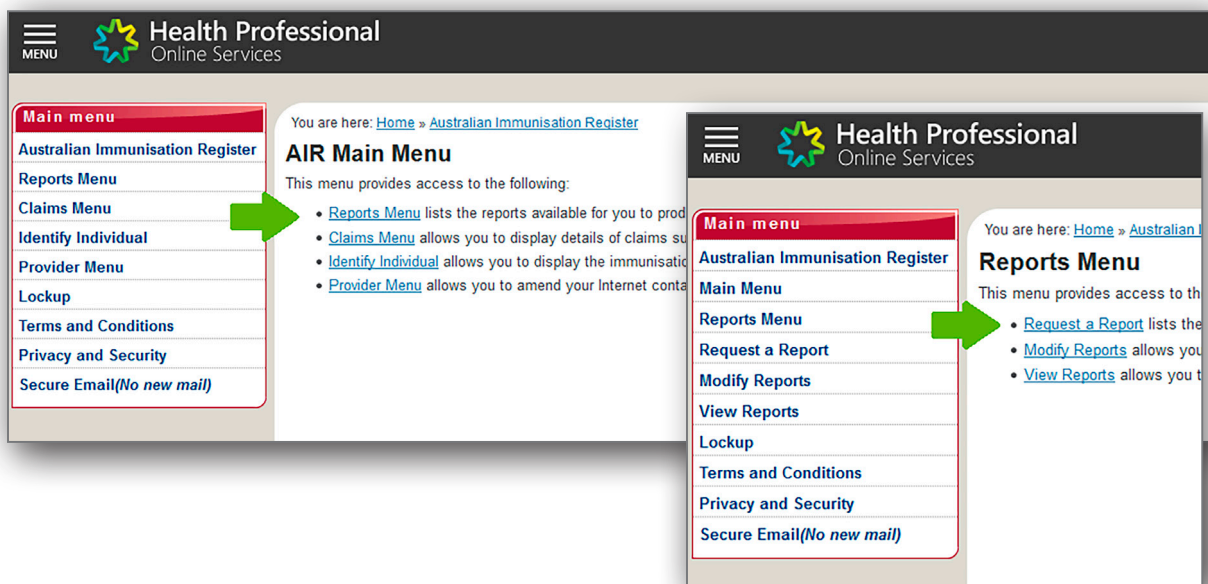 MENU
Health Professional
Online Services
Main menu
Australian Immunisation Register
Reports Menu
Claims Menu
Identify Individual
Provider Menu
Lockup
Terms and Conditions
Privacy and Security
Secure Email(No new mail)
You are here: Home » Australian Immunisation Register
AIR Main Menu
This menu provides access to the following:
• Reports Menu lists the reports available for you to prod
• Claims Menu allows you to display details of claims su
• Identify Individual allows you to display the immunisatio
• Provider Menu allows you to amend your Internet conta
MENU
Health Professional
Online Services
Main menu
Australian Immunisation Register
Main Menu
Reports Menu
Request a Report
Modify Reports
View Reports
Lockup
Terms and Conditions
Privacy and Security
Secure Email(No new mail)
You are here: Home » Australian I
Reports Menu
This menu provides access to th
• Request a Report lists the
• Modify Reports allows you
• View Reports allows you t